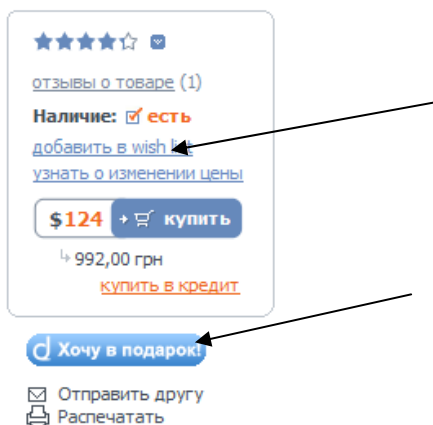 отзывы о товаре (1)
Наличие: есть
добавить в wish list
узнать о изменении цены
$124 купить
992,00 грн
купить в кредит
d Хочу в подарок!
Отправить другу
Распечатать